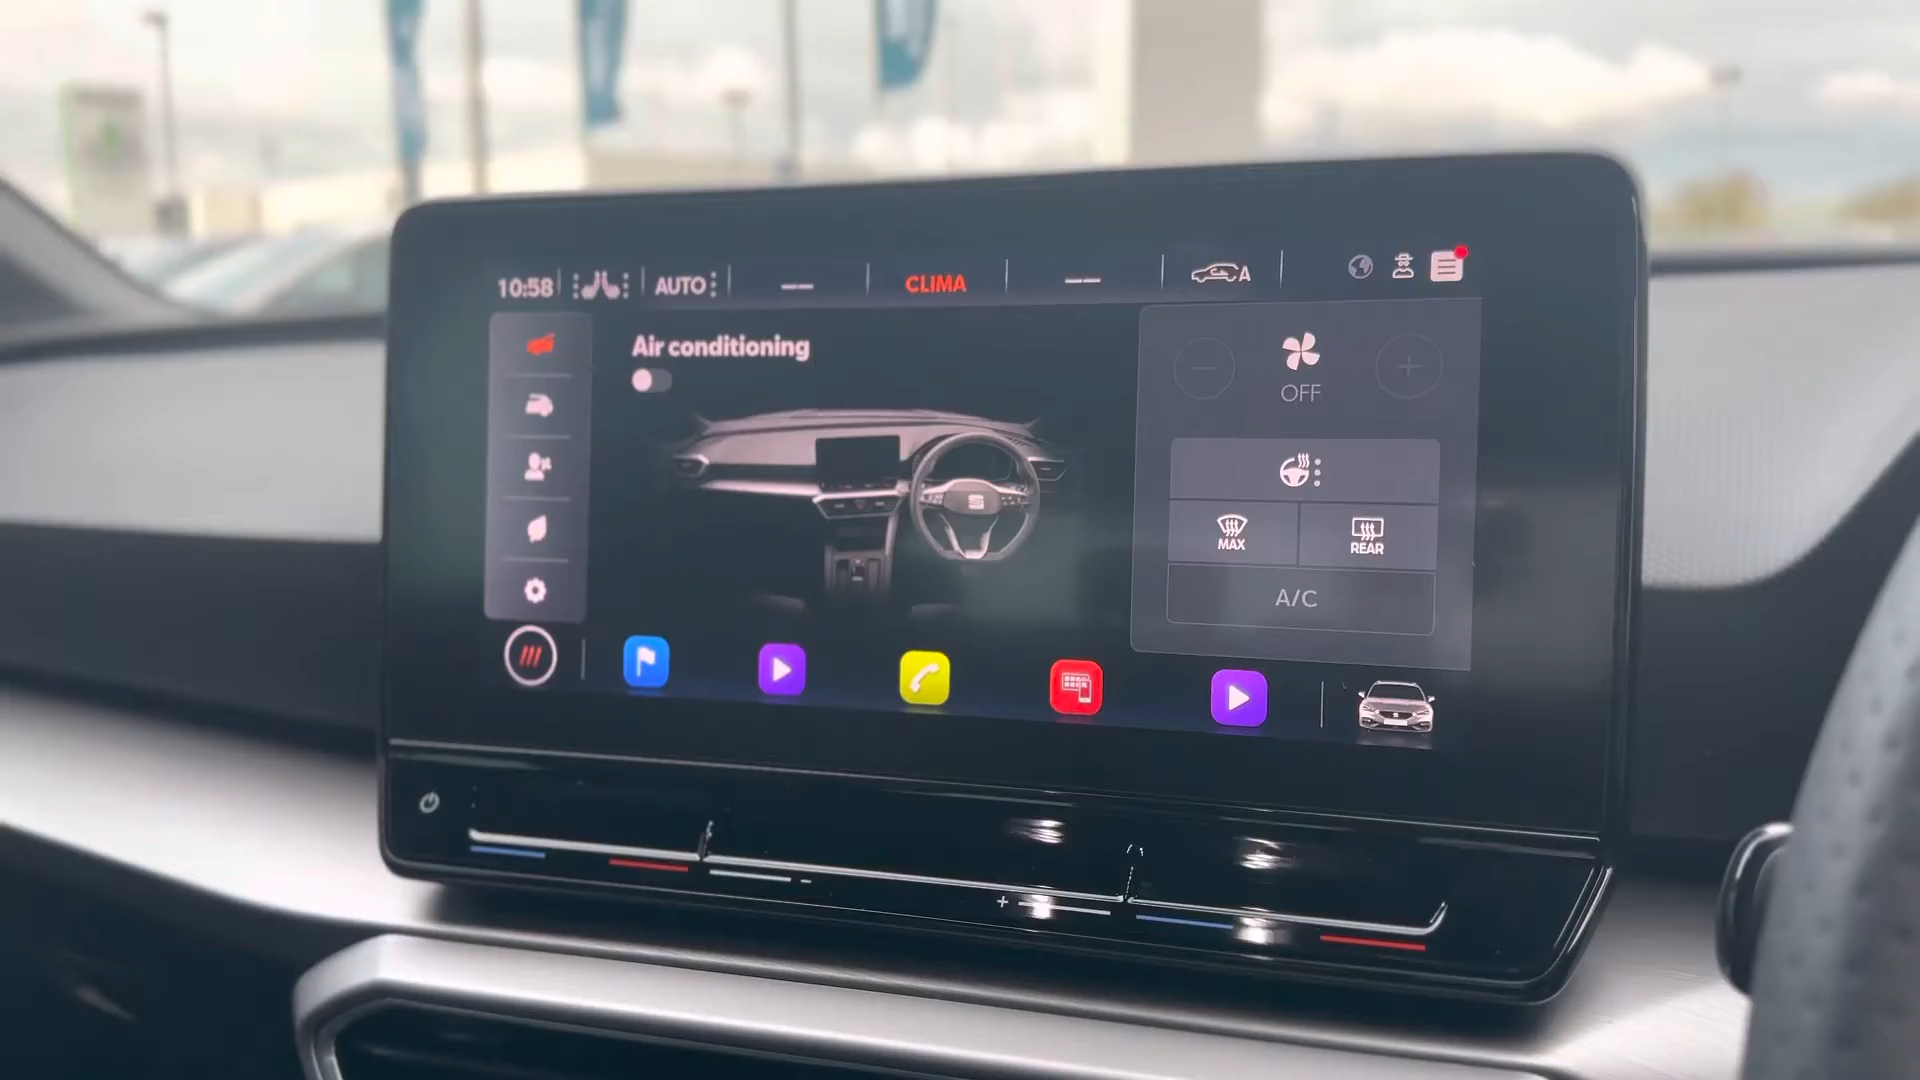 10:58 AUTO -- CLIMA -- A
Air conditioning
OFF
MAX REAR
A/C
- +